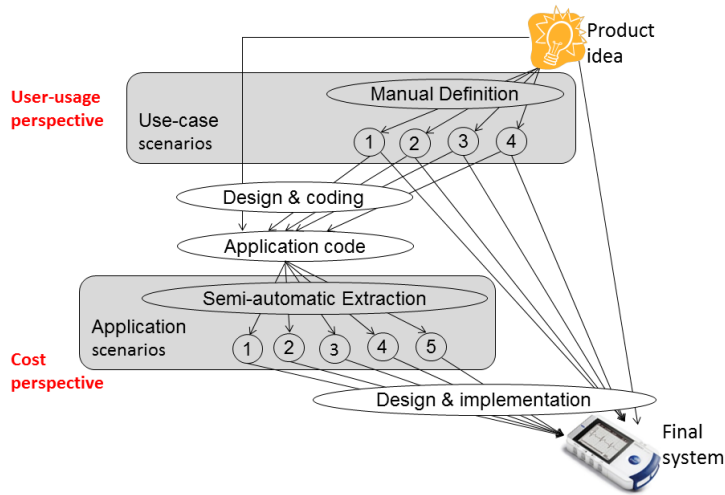 Product
idea
User-usage
perspective
Manual Definition
Use-case
scenarios
1 2 3 4
Design & coding
Application code
Semi-automatic Extraction
Application
scenarios
1 2 3 4 5
Cost
perspective
Design & implementation
Final
system